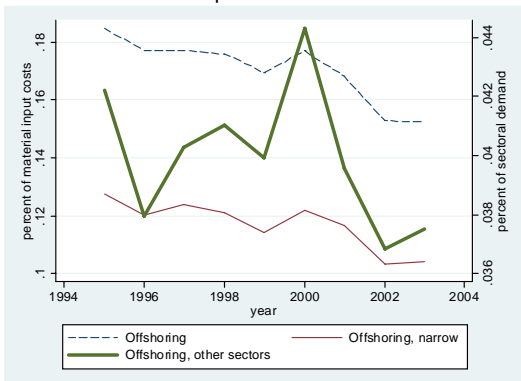 percent of material input costs
.18
.16
.14
.12
.1
percent of sectoral demand
.044
.042
.04
.038
.036
1994 1996 1998 2000 2002 2004
year
Offshoring Offshoring, narrow
Offshoring, other sectors